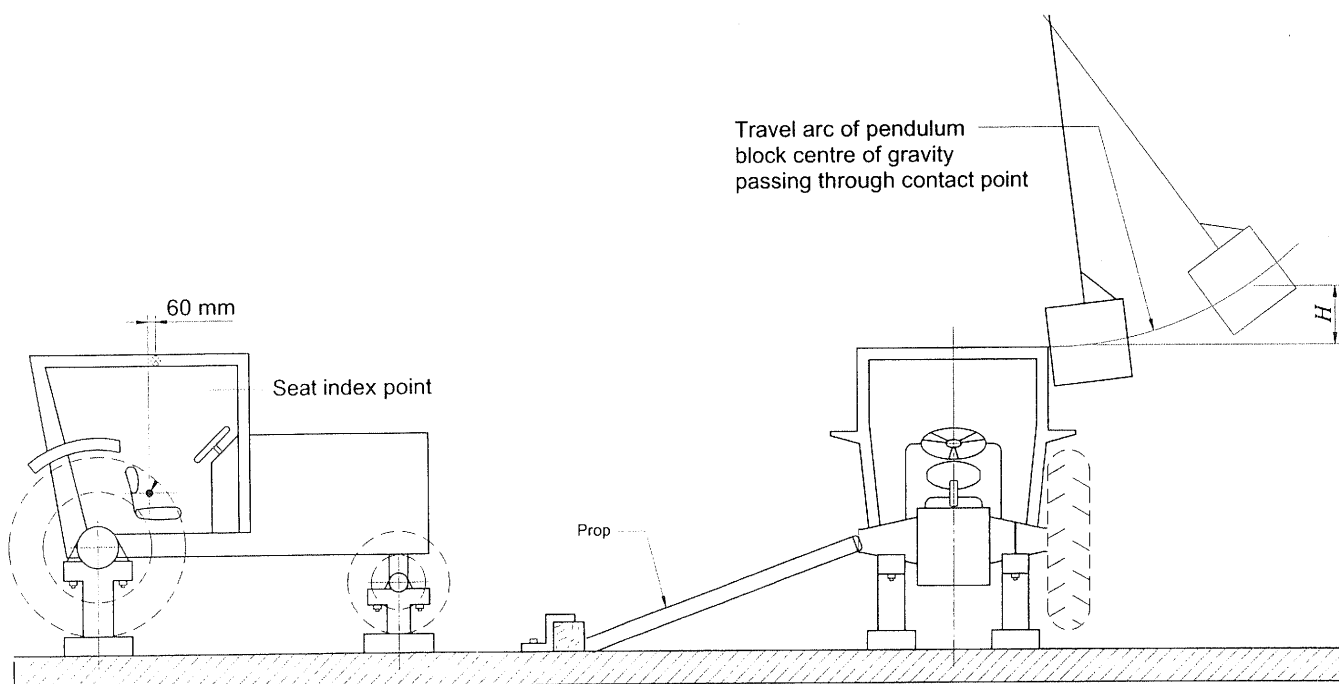 Travel arc of pendulum
block centre of gravity
passing through contact point
60 mm
H
Seat index point
Prop